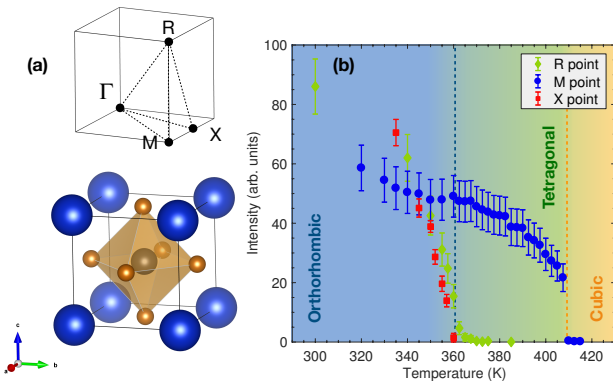 (a)
R
Γ
X
M
c
a
b
(b)
R point
M point
X point
Orthorhombic
Tetragonal
Cubic
Intensity (arb. units)
100
80
60
40
20
0
300
320
340
360
380
400
420
Temperature (K)